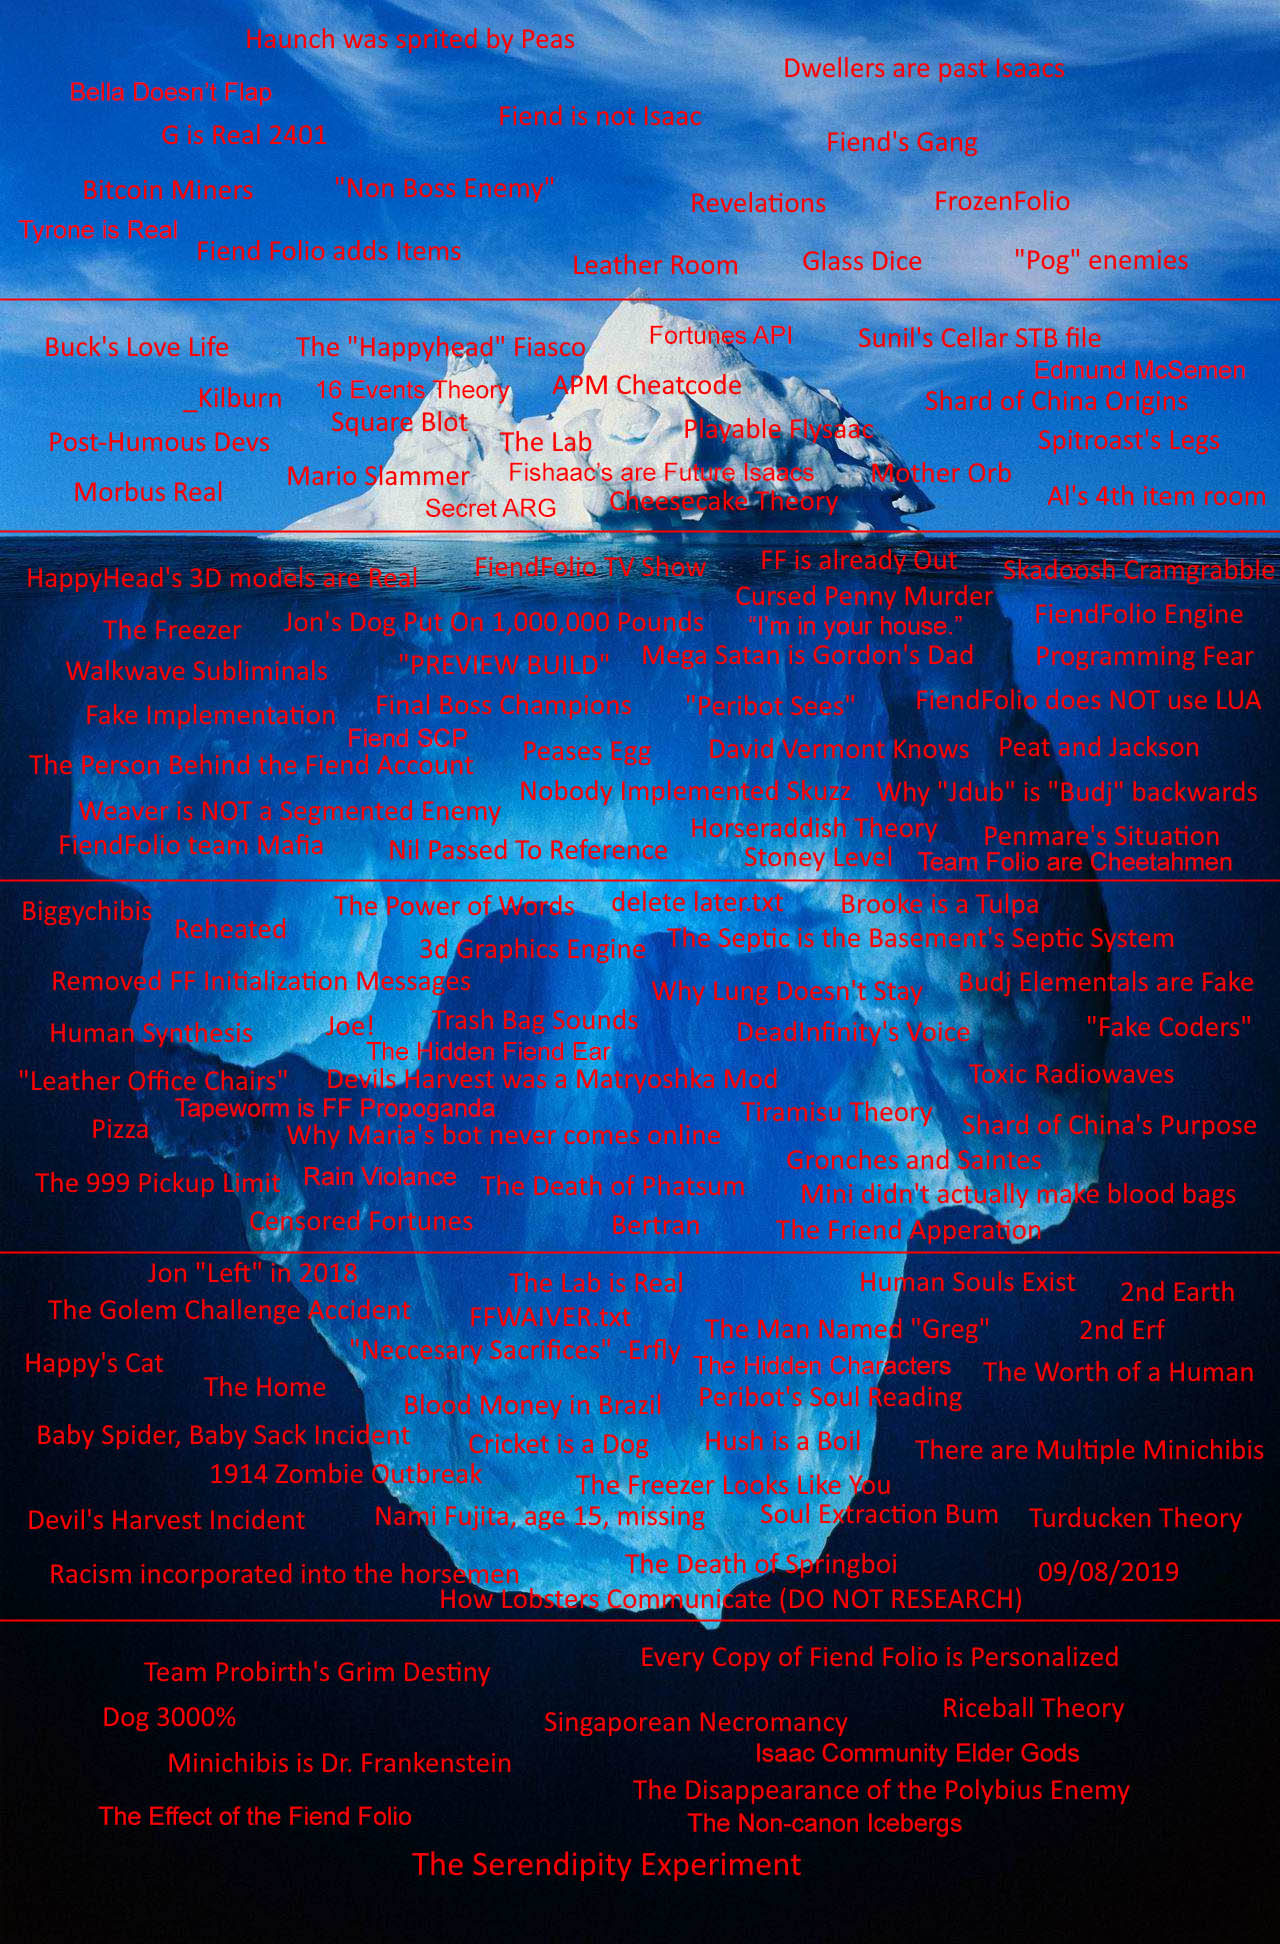 Haunch was sprited by Peas
Dwellers are past Isaacs
Bella Doesn't Flap
Fiend is not Isaac
G is Real 2401
Fiend's Gang
Bitcoin Miners
"Non Boss Enemy"
Revelations
FrozenFolio
Tyrone is Real
Fiend Folio adds Items
Leather Room
Glass Dice
"Pog" enemies
Buck's Love Life
The "Happyhead" Fiasco
Fortunes API
Sunil's Cellar STB file
Edmund McSemen
_Kilburn
16 Events Theory
APM Cheatcode
Shard of China Origins
Square Blot
Playable Flysaac
Post-Humous Devs
The Lab
Spitroast's Legs
Mario Slammer
Fishaac's are Future Isaacs
Mother Orb
Morbus Real
Secret ARG
Cheesecake Theory
Al's 4th item room
HappyHead's 3D models are Real
FiendFolio TV Show
FF is already Out
Skadoosh Cramgrabble
Cursed Penny Murder
The Freezer
Jon's Dog Put On 1,000,000 Pounds
"I'm in your house."
FiendFolio Engine
Walkwave Subliminals
"PREVIEW BUILD"
Mega Satan is Gordon's Dad
Programming Fear
Fake Implementation
Final Boss Champions
"Peribot Sees"
FiendFolio does NOT use LUA
Fiend SCP
The Person Behind the Fiend Account
Peases Egg
David Vermont Knows
Peat and Jackson
Nobody Implemented Skuzz
Why "Jdub" is "Budj" backwards
Weaver is NOT a Segmented Enemy
Horseraddish Theory
Penmare's Situation
FiendFolio team Mafia
Nil Passed To Reference
Stoney Level
Team Folio are Cheetahmen
Biggychibis
The Power of Words
delete later.txt
Brooke is a Tulpa
Reheated
3d Graphics Engine
The Septic is the Basement's Septic System
Removed FF Initialization Messages
Why Lung Doesn't Stay
Budj Elementals are Fake
Human Synthesis
Joe!
Trash Bag Sounds
DeadInfinity's Voice
"Fake Coders"
The Hidden Fiend Ear
"Leather Office Chairs"
Devils Harvest was a Matryoshka Mod
Toxic Radiowaves
Tapeworm is FF Propoganda
Tiramisu Theory
Pizza
Why Maria's bot never comes online
Shard of China's Purpose
Gronches and Saintes
The 999 Pickup Limit
Rain Violance
The Death of Phatsum
Mini didn't actually make blood bags
Censored Fortunes
Bertran
The Friend Apperation
Jon "Left" in 2018
The Lab is Real
Human Souls Exist
2nd Earth
The Golem Challenge Accident
FFWAIVER.txt
The Man Named "Greg"
2nd Erf
"Neccesary Sacrifices" -Erfly
Happy's Cat
The Hidden Characters
The Worth of a Human
The Home
Blood Money in Brazil
Peribot's Soul Reading
Baby Spider, Baby Sack Incident
Cricket is a Dog
Hush is a Boil
There are Multiple Minichibis
1914 Zombie Outbreak
The Freezer Looks Like You
Devil's Harvest Incident
Nami Fujita, age 15, missing
Soul Extraction Bum
Turducken Theory
Racism incorporated into the horsemen
The Death of Springboi
09/08/2019
How Lobsters Communicate (DO NOT RESEARCH)
Team Probirth's Grim Destiny
Every Copy of Fiend Folio is Personalized
Dog 3000%
Singaporean Necromancy
Riceball Theory
Minichibis is Dr. Frankenstein
Isaac Community Elder Gods
The Disappearance of the Polybius Enemy
The Effect of the Fiend Folio
The Non-canon Icebergs
The Serendipity Experiment